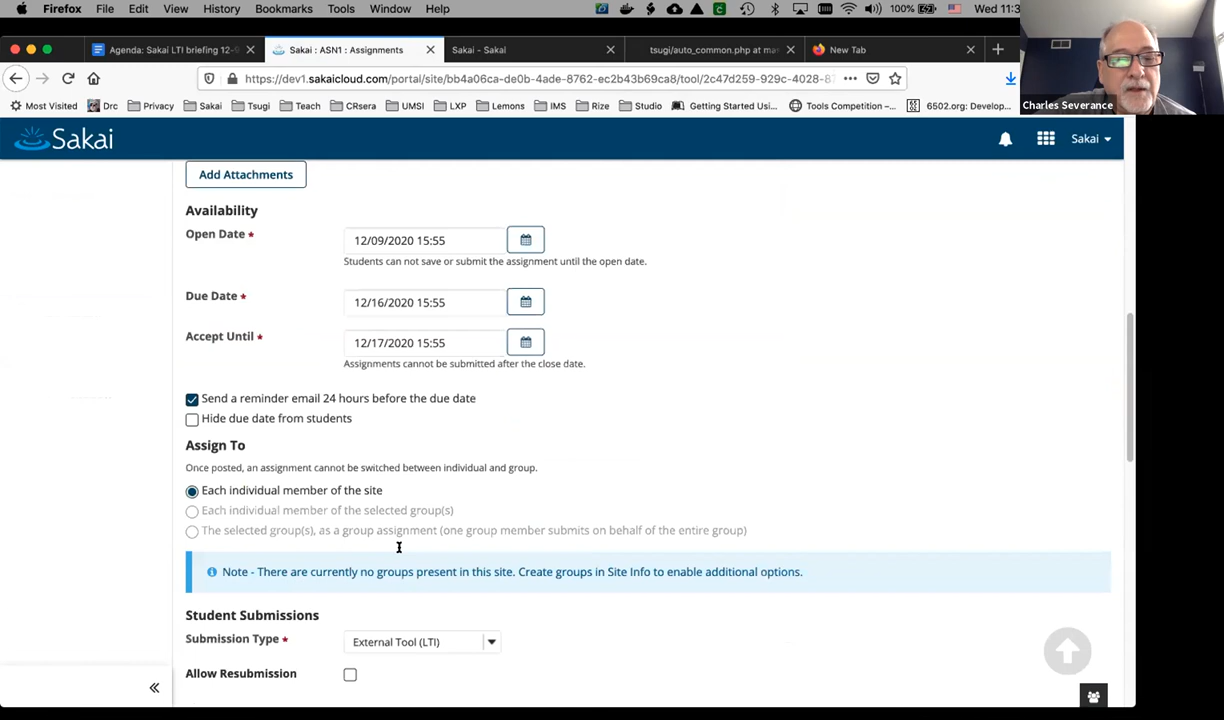 Firefox File Edit View History Bookmarks Tools Window Help 100% Wed 11:3
Agenda: Sakai LTI briefing 12-9 Sakai : ASN1 : Assignments Sakai - Sakai tsugi/auto_common.php at ma New Tab
https://dev1.sakaicloud.com/portal/site/bb4a06ca-de0b-4ade-8762-ec2b43b69ca8/tool/2c47d259-929c-4028-87
Most Visited Drc Privacy Sakai Tsugi Teach CRsera UMSI LXP Lemons IMS Rize Studio Getting Started Usi... Tools Competition –... 6502.org: Develop...
Charles Severance
Sakai Sakai
Add Attachments
Availability
Open Date * 12/09/2020 15:55
Students can not save or submit the assignment until the open date.
Due Date * 12/16/2020 15:55
Accept Until * 12/17/2020 15:55
Assignments cannot be submitted after the close date.
Send a reminder email 24 hours before the due date
Hide due date from students
Assign To
Once posted, an assignment cannot be switched between individual and group.
Each individual member of the site
Each individual member of the selected group(s)
The selected group(s), as a group assignment (one group member submits on behalf of the entire group)
Note - There are currently no groups present in this site. Create groups in Site Info to enable additional options.
Student Submissions
Submission Type * External Tool (LTI)
Allow Resubmission